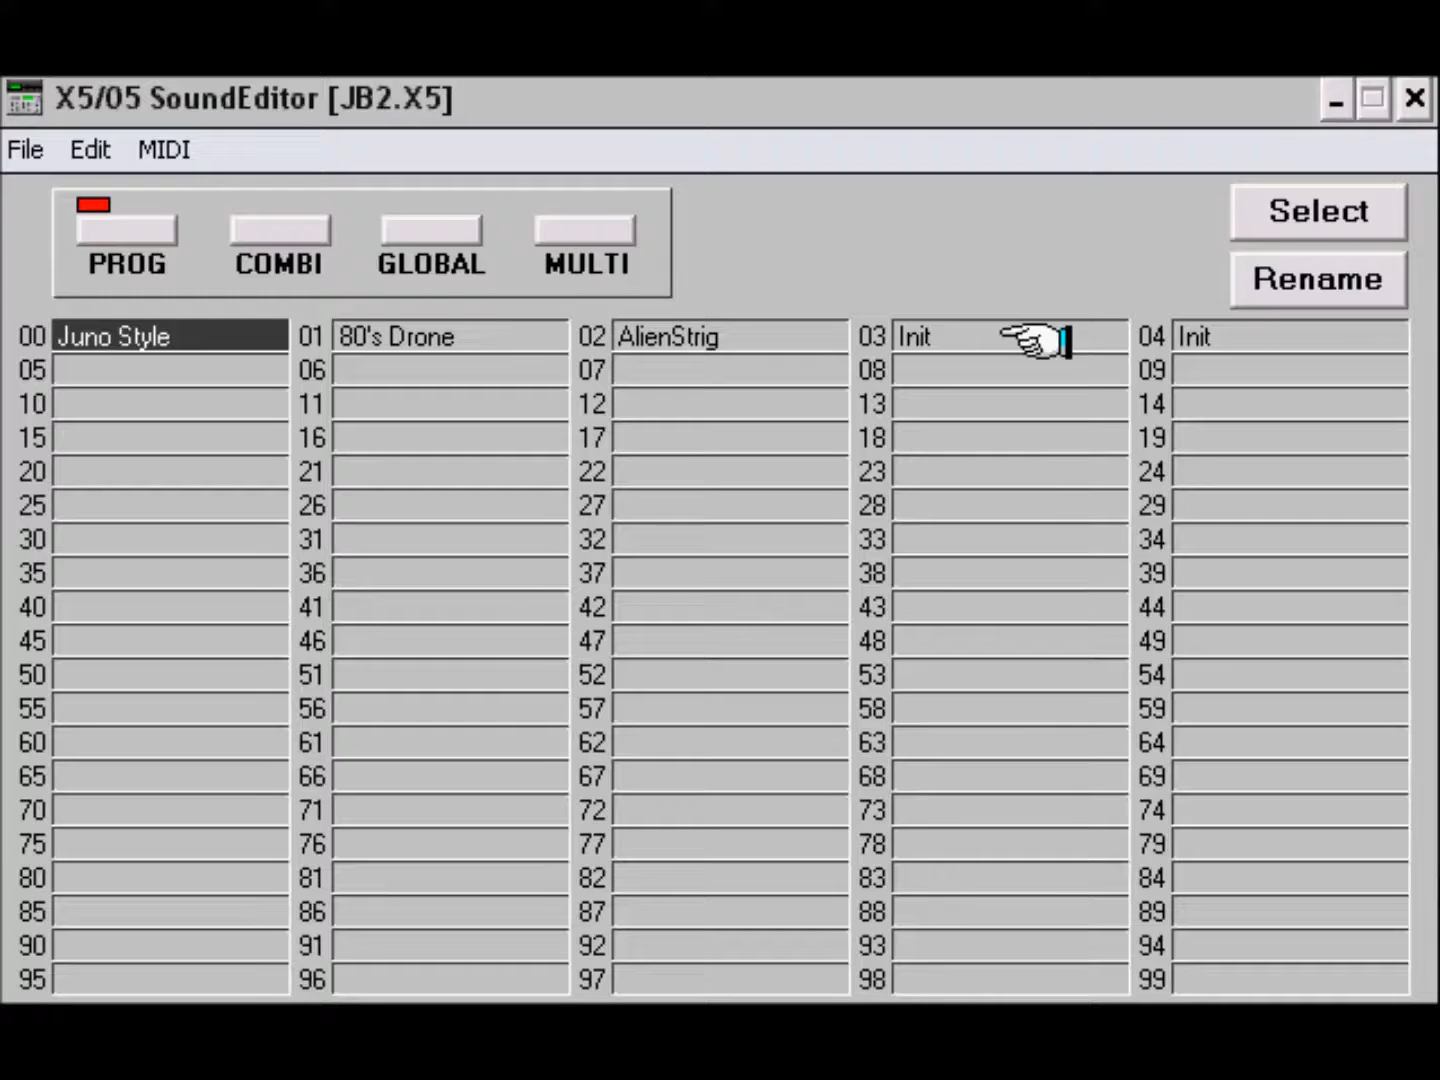 X5/05 SoundEditor [JB2.X5]
File Edit MIDI
PROG COMBI GLOBAL MULTI
Select
Rename
00 Juno Style 01 80's Drone 02 AlienStrig 03 Init 04 Init
05 06 07 08 09
10 11 12 13 14
15 16 17 18 19
20 21 22 23 24
25 26 27 28 29
30 31 32 33 34
35 36 37 38 39
40 41 42 43 44
45 46 47 48 49
50 51 52 53 54
55 56 57 58 59
60 61 62 63 64
65 66 67 68 69
70 71 72 73 74
75 76 77 78 79
80 81 82 83 84
85 86 87 88 89
90 91 92 93 94
95 96 97 98 99